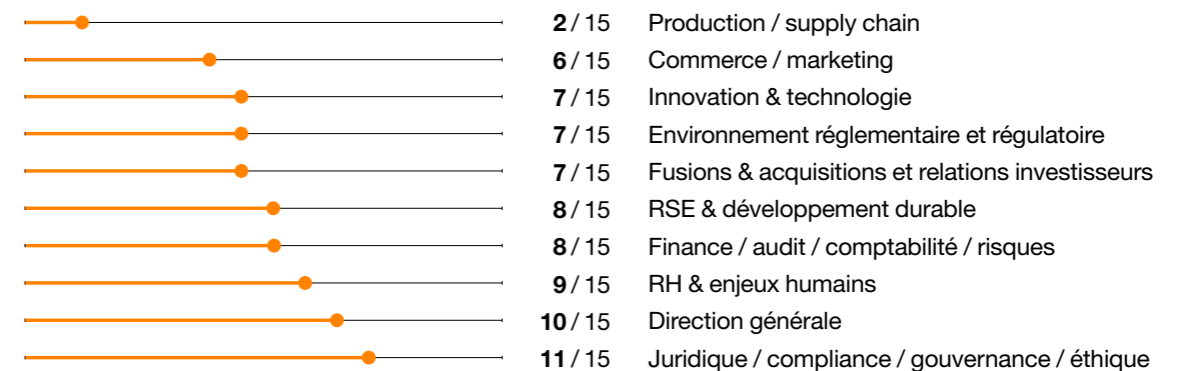 2 / 15 Production / supply chain
6 / 15 Commerce / marketing
7 / 15 Innovation & technologie
7 / 15 Environnement réglementaire et régulatoire
7 / 15 Fusions & acquisitions et relations investisseurs
8 / 15 RSE & développement durable
8 / 15 Finance / audit / comptabilité / risques
9 / 15 RH & enjeux humains
10 / 15 Direction générale
11 / 15 Juridique / compliance / gouvernance / éthique